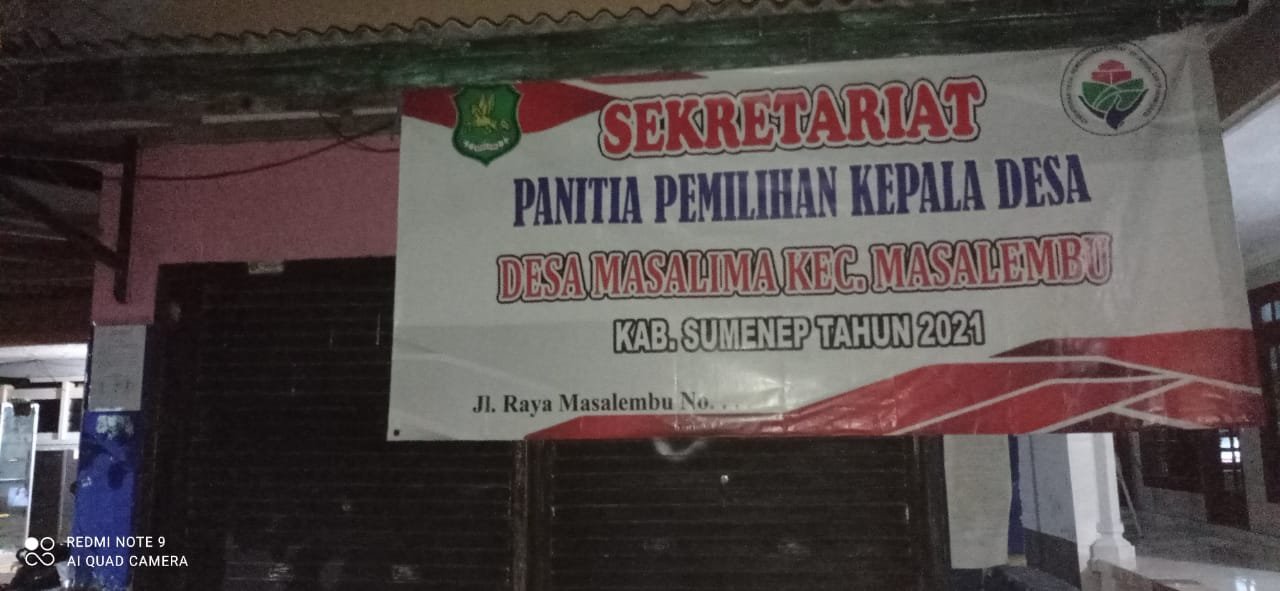 SEKRETARIAT
PANITIA PEMILIHAN KEPALA DESA
DESA MASALIMA KEC. MASALEMBU
KAB. SUMENEP TAHUN 2021
Jl. Raya Masalembu No. . .
REDMI NOTE 9
AI QUAD CAMERA